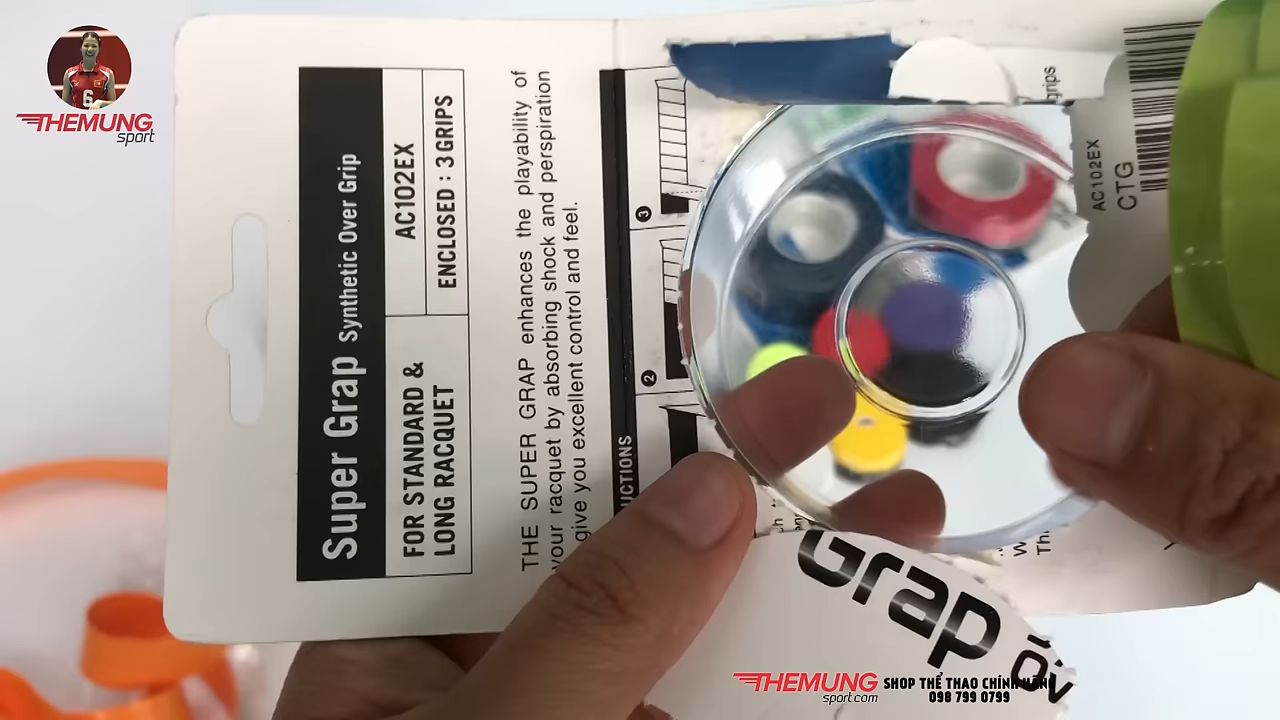 6
THEMUNG
sport
Super Grap Synthetic Over Grip
FOR STANDARD &
LONG RACQUET
AC102EX
ENCLOSED : 3 GRIPS
THE SUPER GRAP enhances the playability of
your racquet by absorbing shock and perspiration
give you excellent control and feel.
UCTIONS
2
3
grips
AC102EX
CTG
Grap
THEMUNG
sport.com
SHOP THỂ THAO CHÍNH HÃNG
098 799 0799